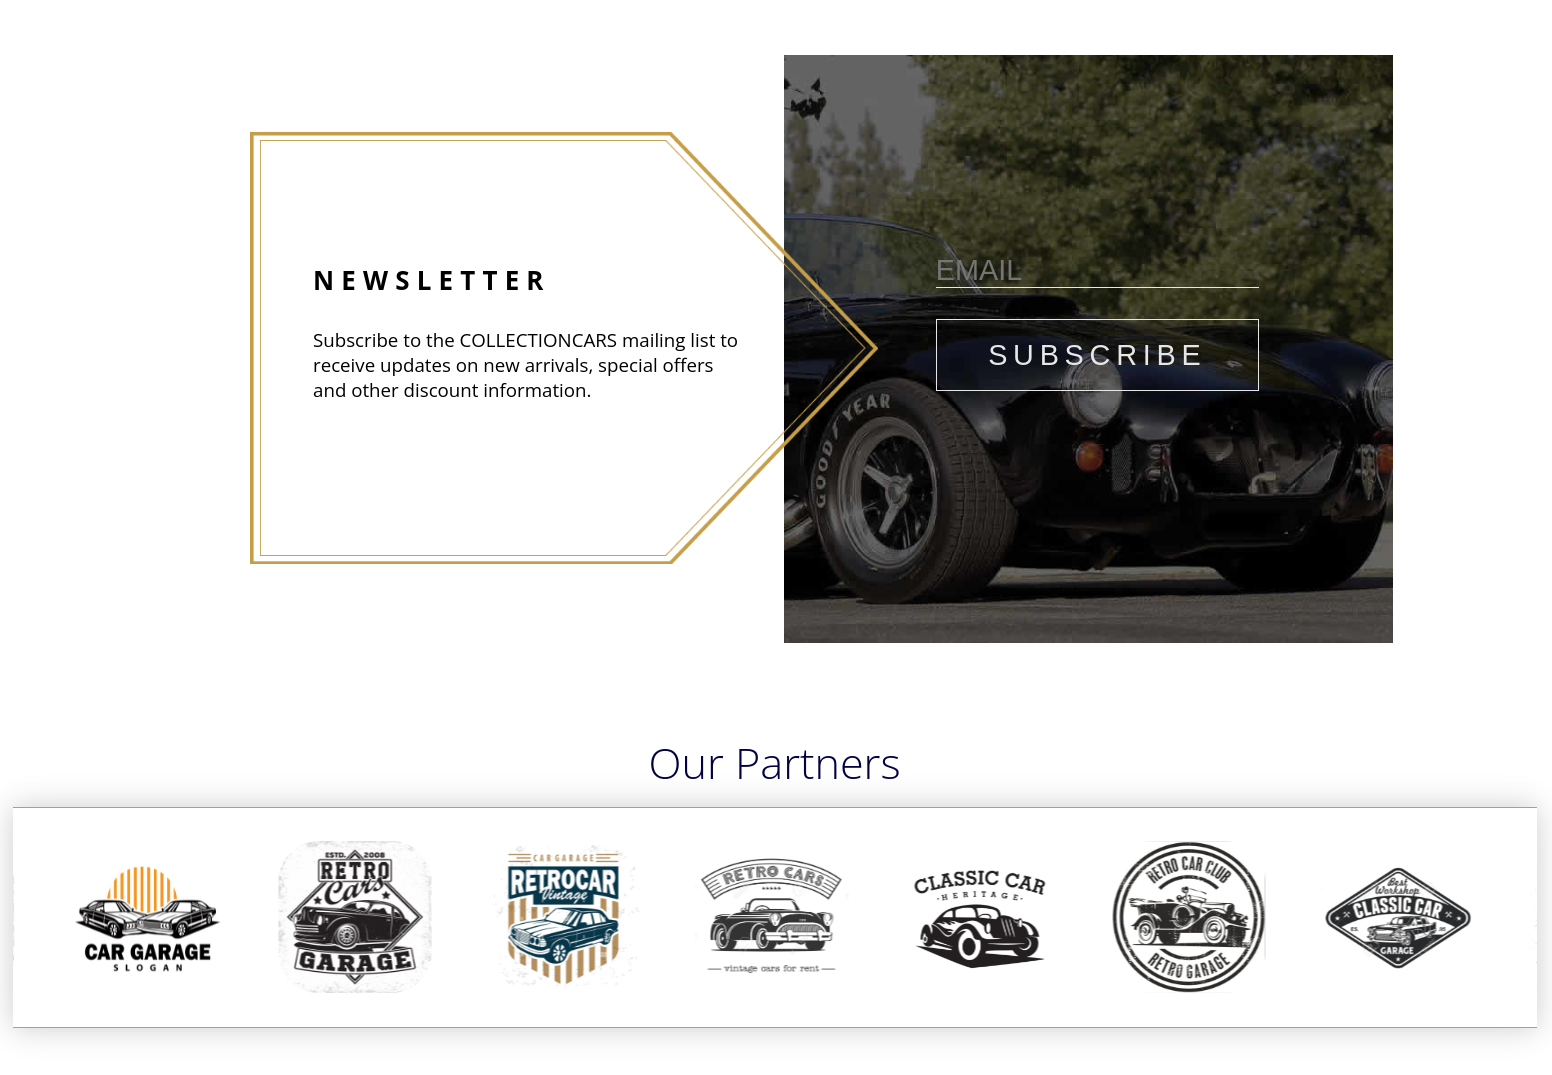 NEWSLETTER
Subscribe to the COLLECTIONCARS mailing list to
receive updates on new arrivals, special offers
and other discount information.
EMAIL
SUBSCRIBE
GOODYEAR
Our Partners
CAR GARAGE
SLOGAN
ESTD. 2008
RETRO
Cars
GARAGE
CAR GARAGE
RETROCAR
Vintage
RETRO CARS
vintage cars for rent
CLASSIC CAR
·HERITAGE·
RETRO CAR CLUB
RETRO GARAGE
Best
Workshop
CLASSIC CAR
GARAGE